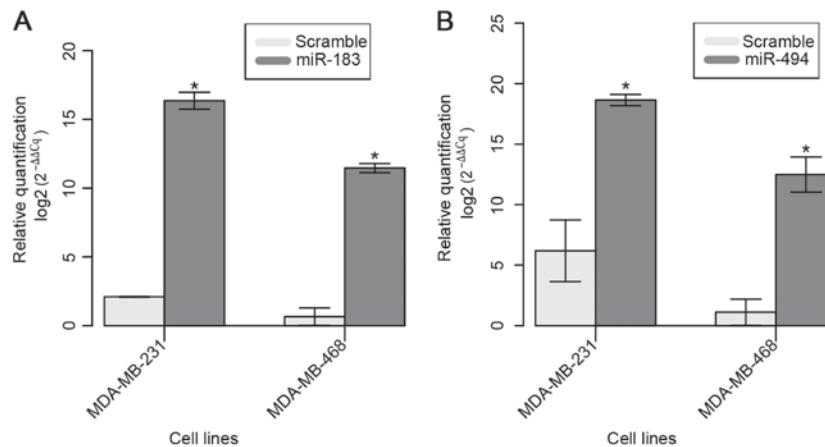 A
Scramble
miR-183
Relative quantification
log2 (2^-ΔΔCq)
20
15
10
5
0
*
*
MDA-MB-231
MDA-MB-468
Cell lines
B
Scramble
miR-494
Relative quantification
log2 (2^-ΔΔCq)
25
20
15
10
5
0
*
*
MDA-MB-231
MDA-MB-468
Cell lines